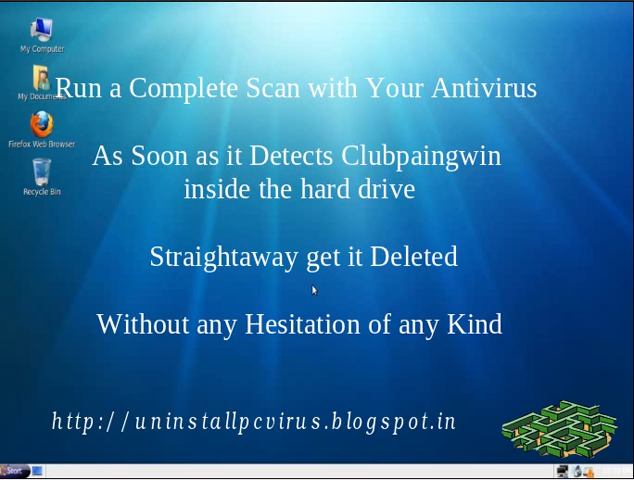 My Computer
My Documents
Run a Complete Scan with Your Antivirus
Firefox Web Browser
As Soon as it Detects Clubpaingwin
inside the hard drive
Recycle Bin
Straightaway get it Deleted
Without any Hesitation of any Kind
http://uninstallpcvirus.blogspot.in
Start